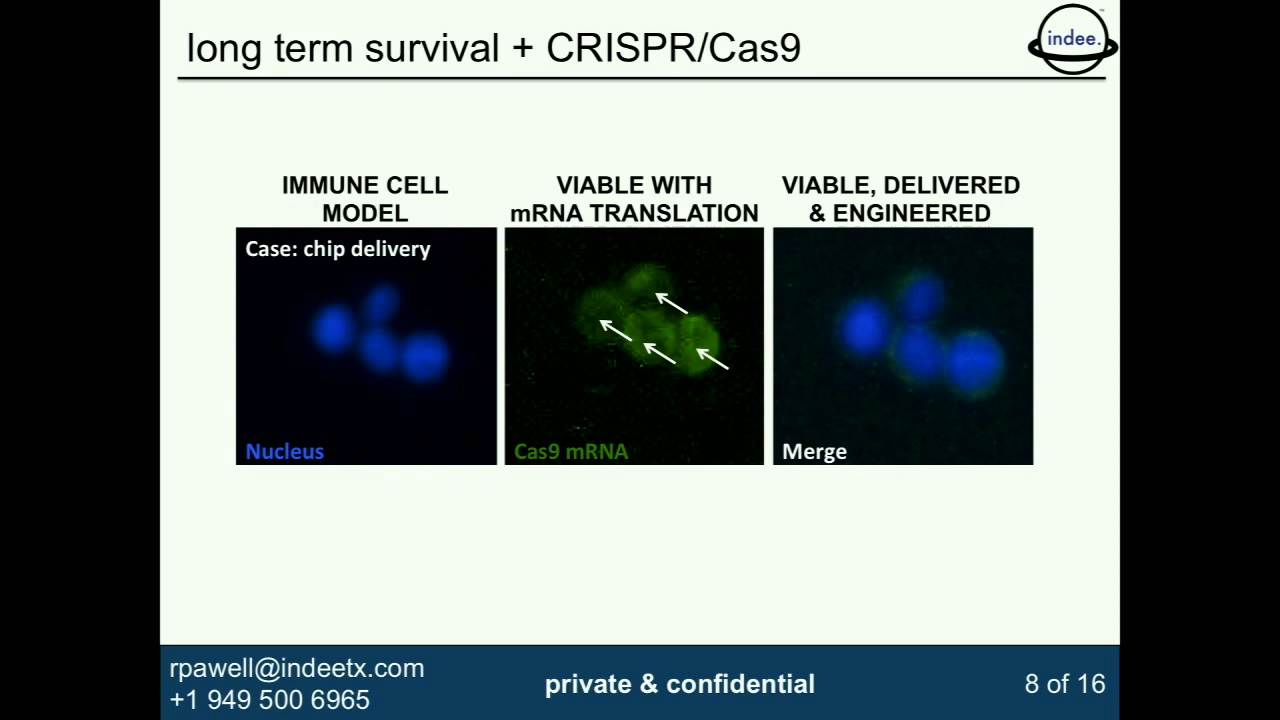 long term survival + CRISPR/Cas9
indee.
™
IMMUNE CELL
MODEL
VIABLE WITH
mRNA TRANSLATION
VIABLE, DELIVERED
& ENGINEERED
Case: chip delivery
Nucleus
Cas9 mRNA
Merge
rpawell@indeetx.com
+1 949 500 6965
private & confidential
8 of 16